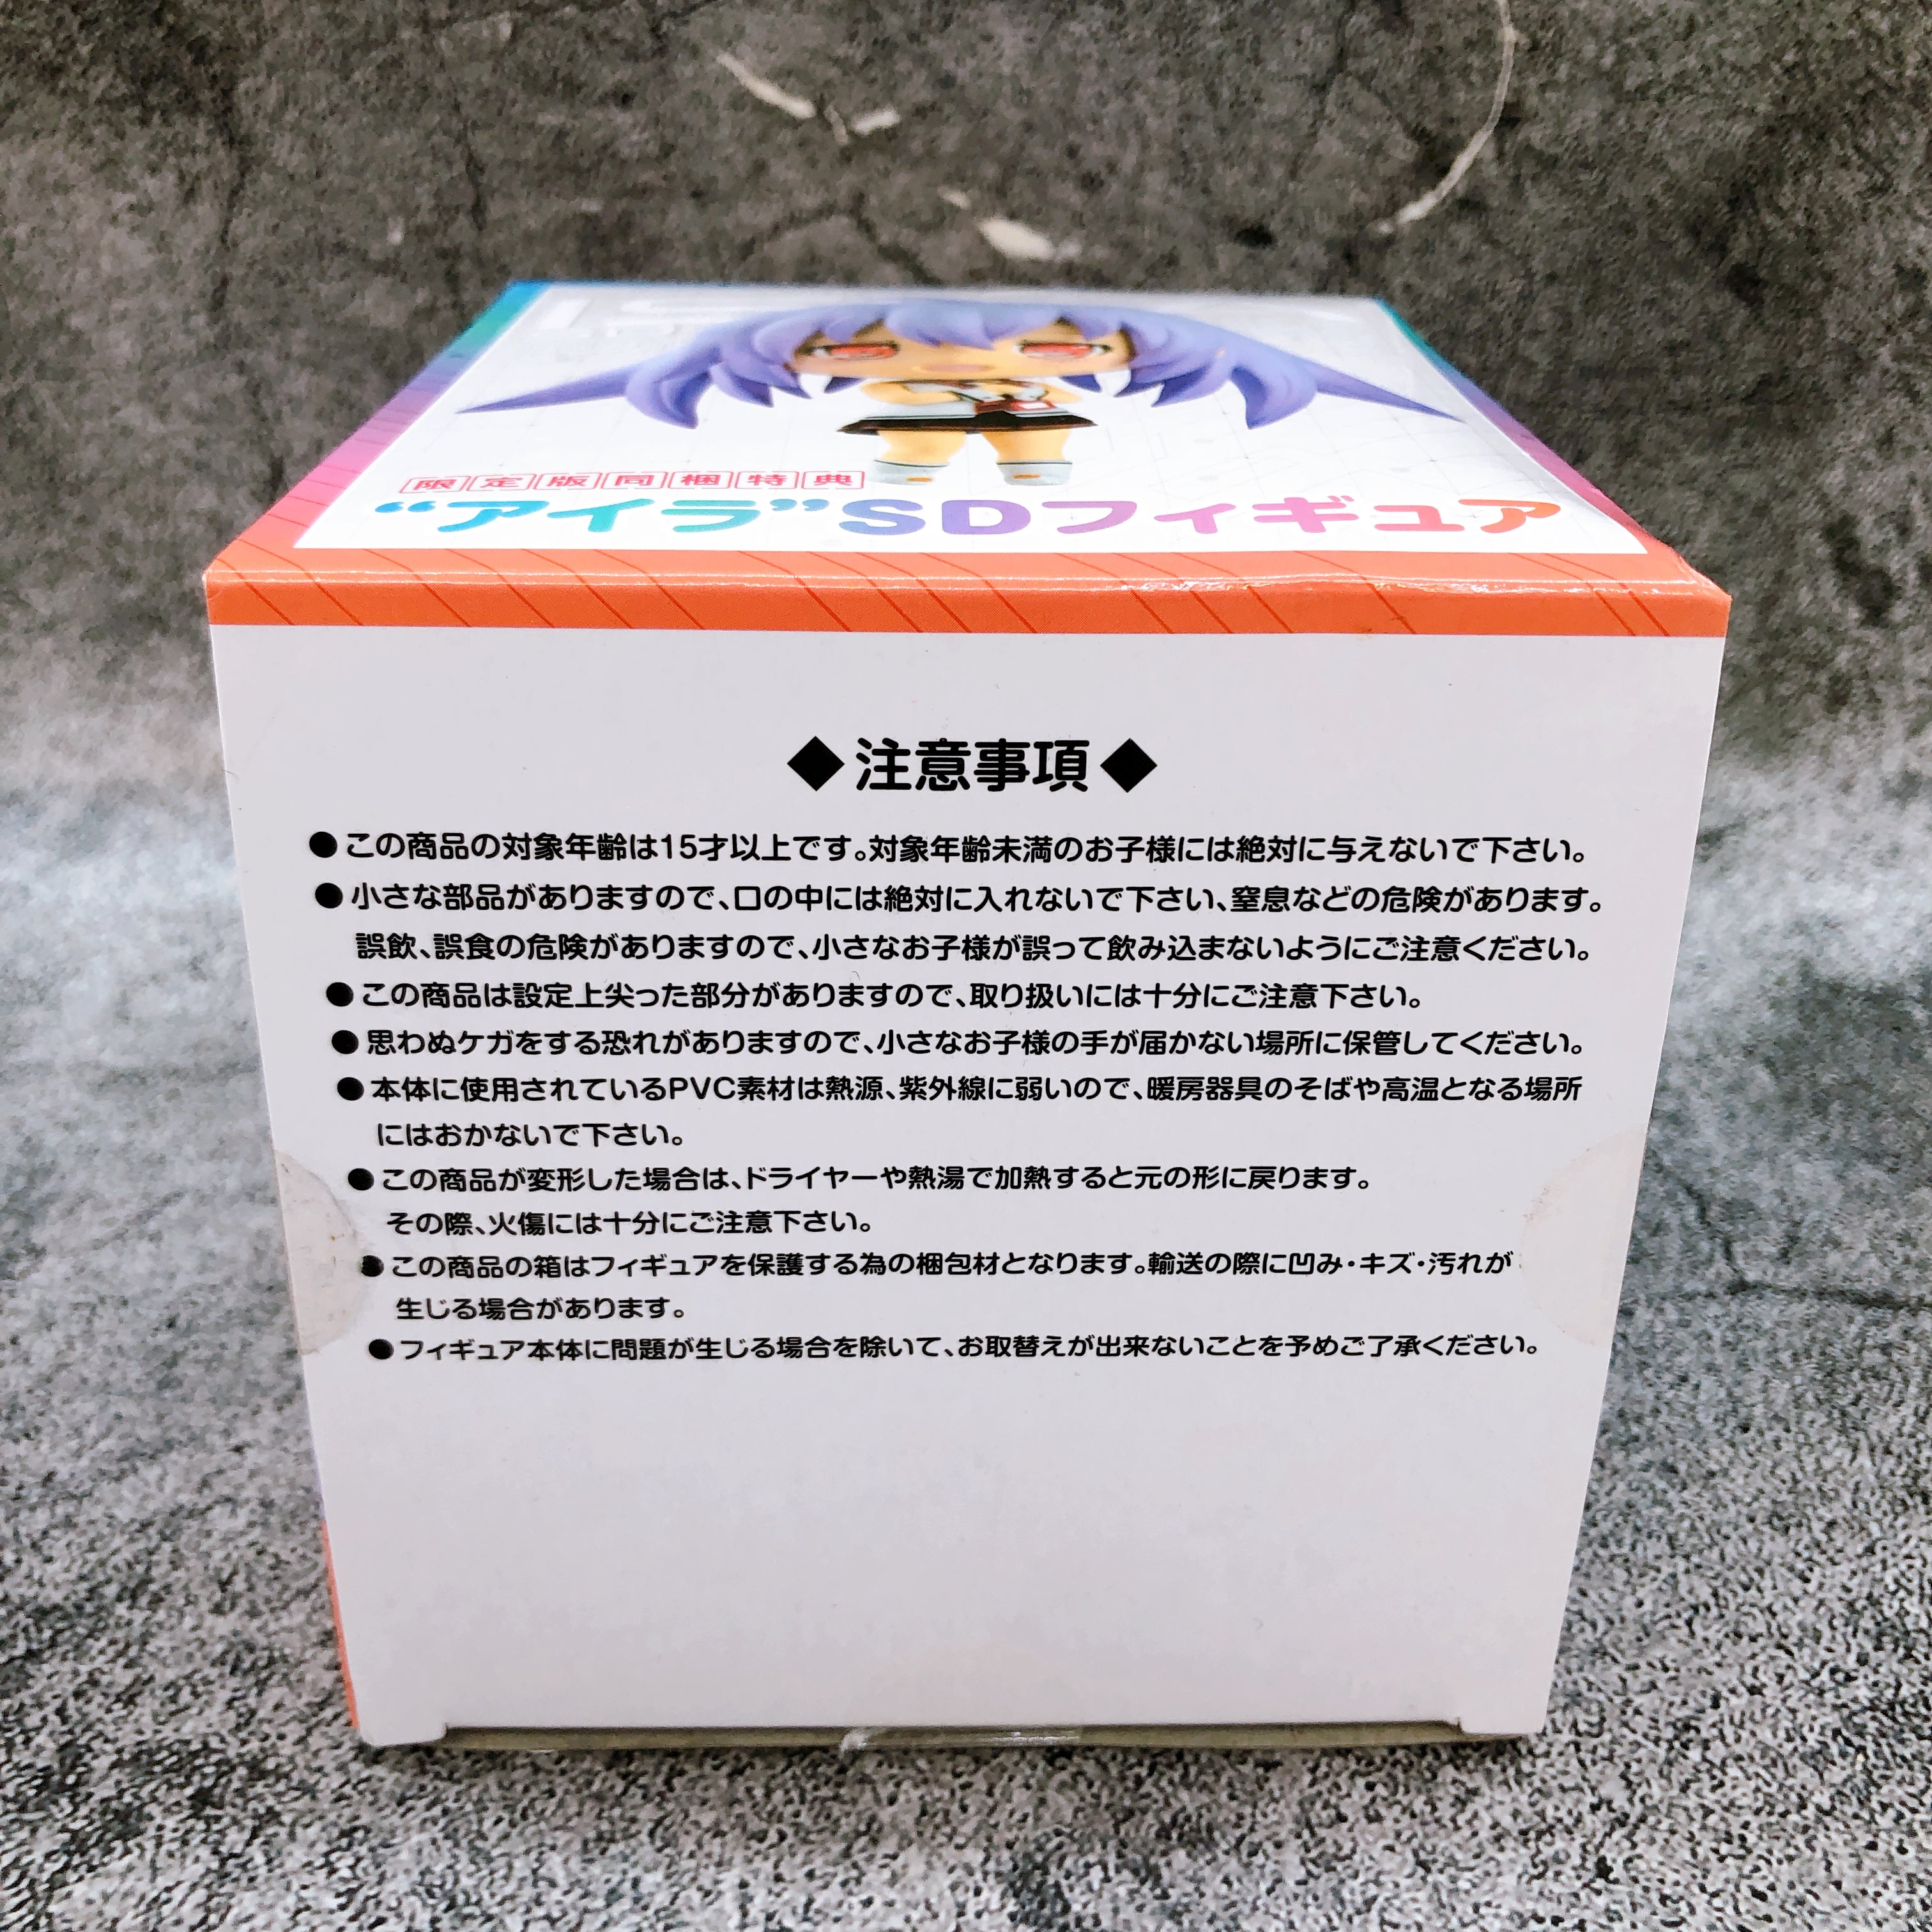 限定版同梱特典
“アイラ”SDフィギュア
◆注意事項◆
●この商品の対象年齢は15才以上です。対象年齢未満のお子様には絶対に与えないで下さい。
●小さな部品がありますので、口の中には絶対に入れないで下さい、窒息などの危険があります。
誤飲、誤食の危険がありますので、小さなお子様が誤って飲み込まないようにご注意ください。
●この商品は設定上尖った部分がありますので、取り扱いには十分にご注意下さい。
●思わぬケガをする恐れがありますので、小さなお子様の手が届かない場所に保管してください。
●本体に使用されているPVC素材は熱源、紫外線に弱いので、暖房器具のそばや高温となる場所
にはおかないで下さい。
●この商品が変形した場合は、ドライヤーや熱湯で加熱すると元の形に戻ります。
その際、火傷には十分にご注意下さい。
●この商品の箱はフィギュアを保護する為の梱包材となります。輸送の際に凹み・キズ・汚れが
生じる場合があります。
●フィギュア本体に問題が生じる場合を除いて、お取替えが出来ないことを予めご了承ください。